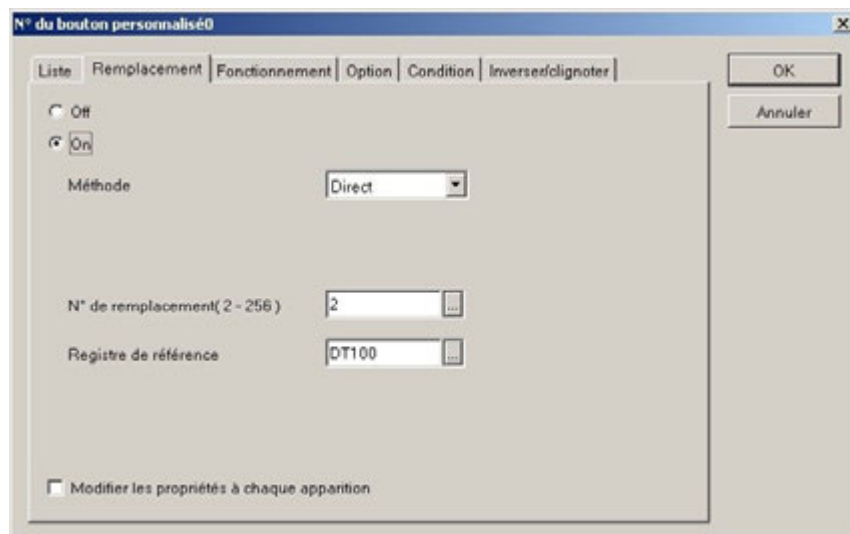 N° du bouton personnalisé0
Liste Remplacement Fonctionnement Option Condition Inverser/clignoter
OK
Annuler
Off
On
Méthode Direct
N° de remplacement( 2 - 256 ) 2 ...
Registre de référence DT100 ...
Modifier les propriétés à chaque apparition